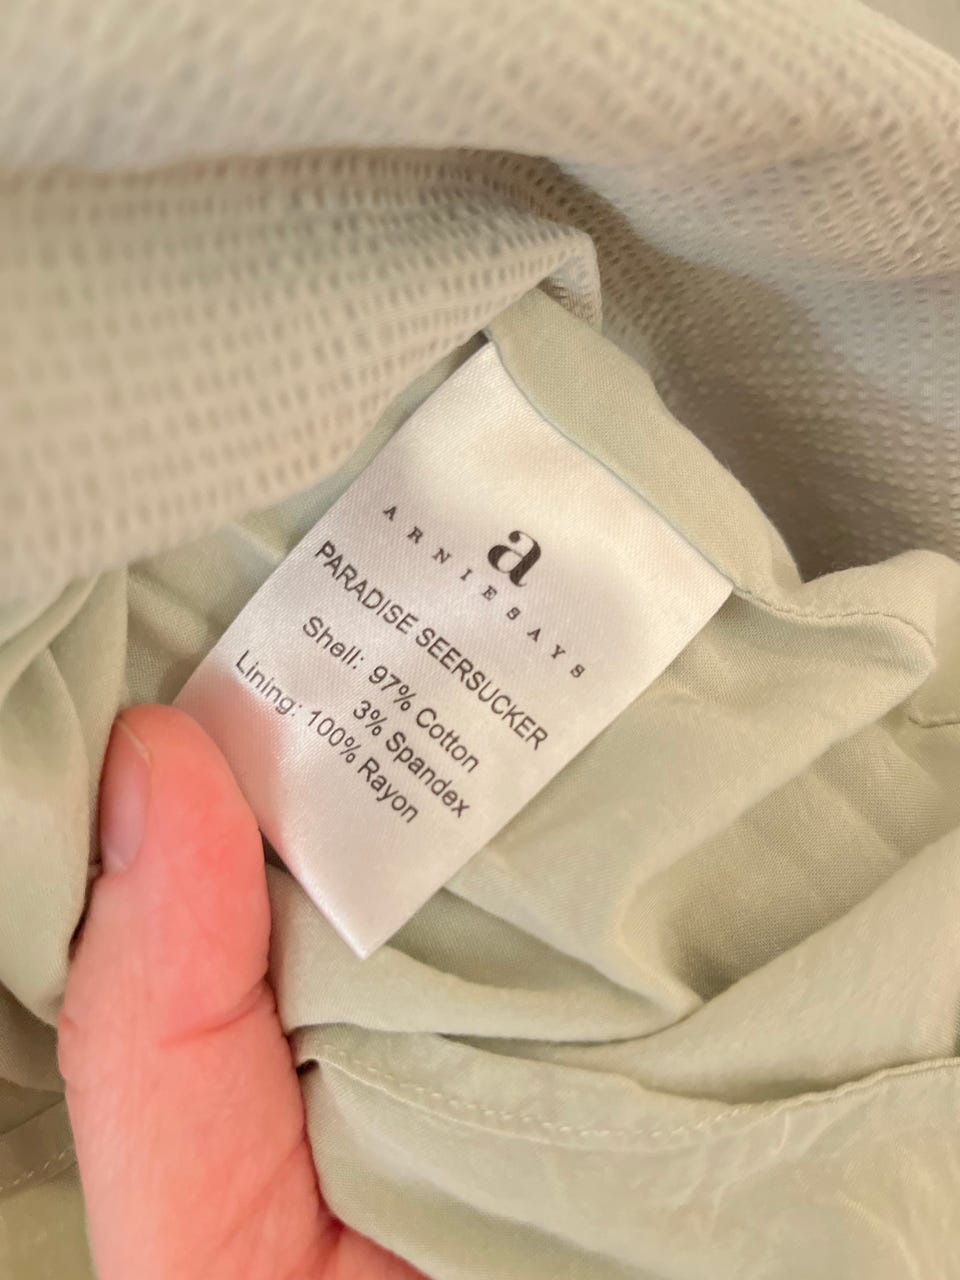 a
ARNIESAYS
PARADISE SEERSUCKER
Shell: 97% Cotton
3% Spandex
Lining: 100% Rayon